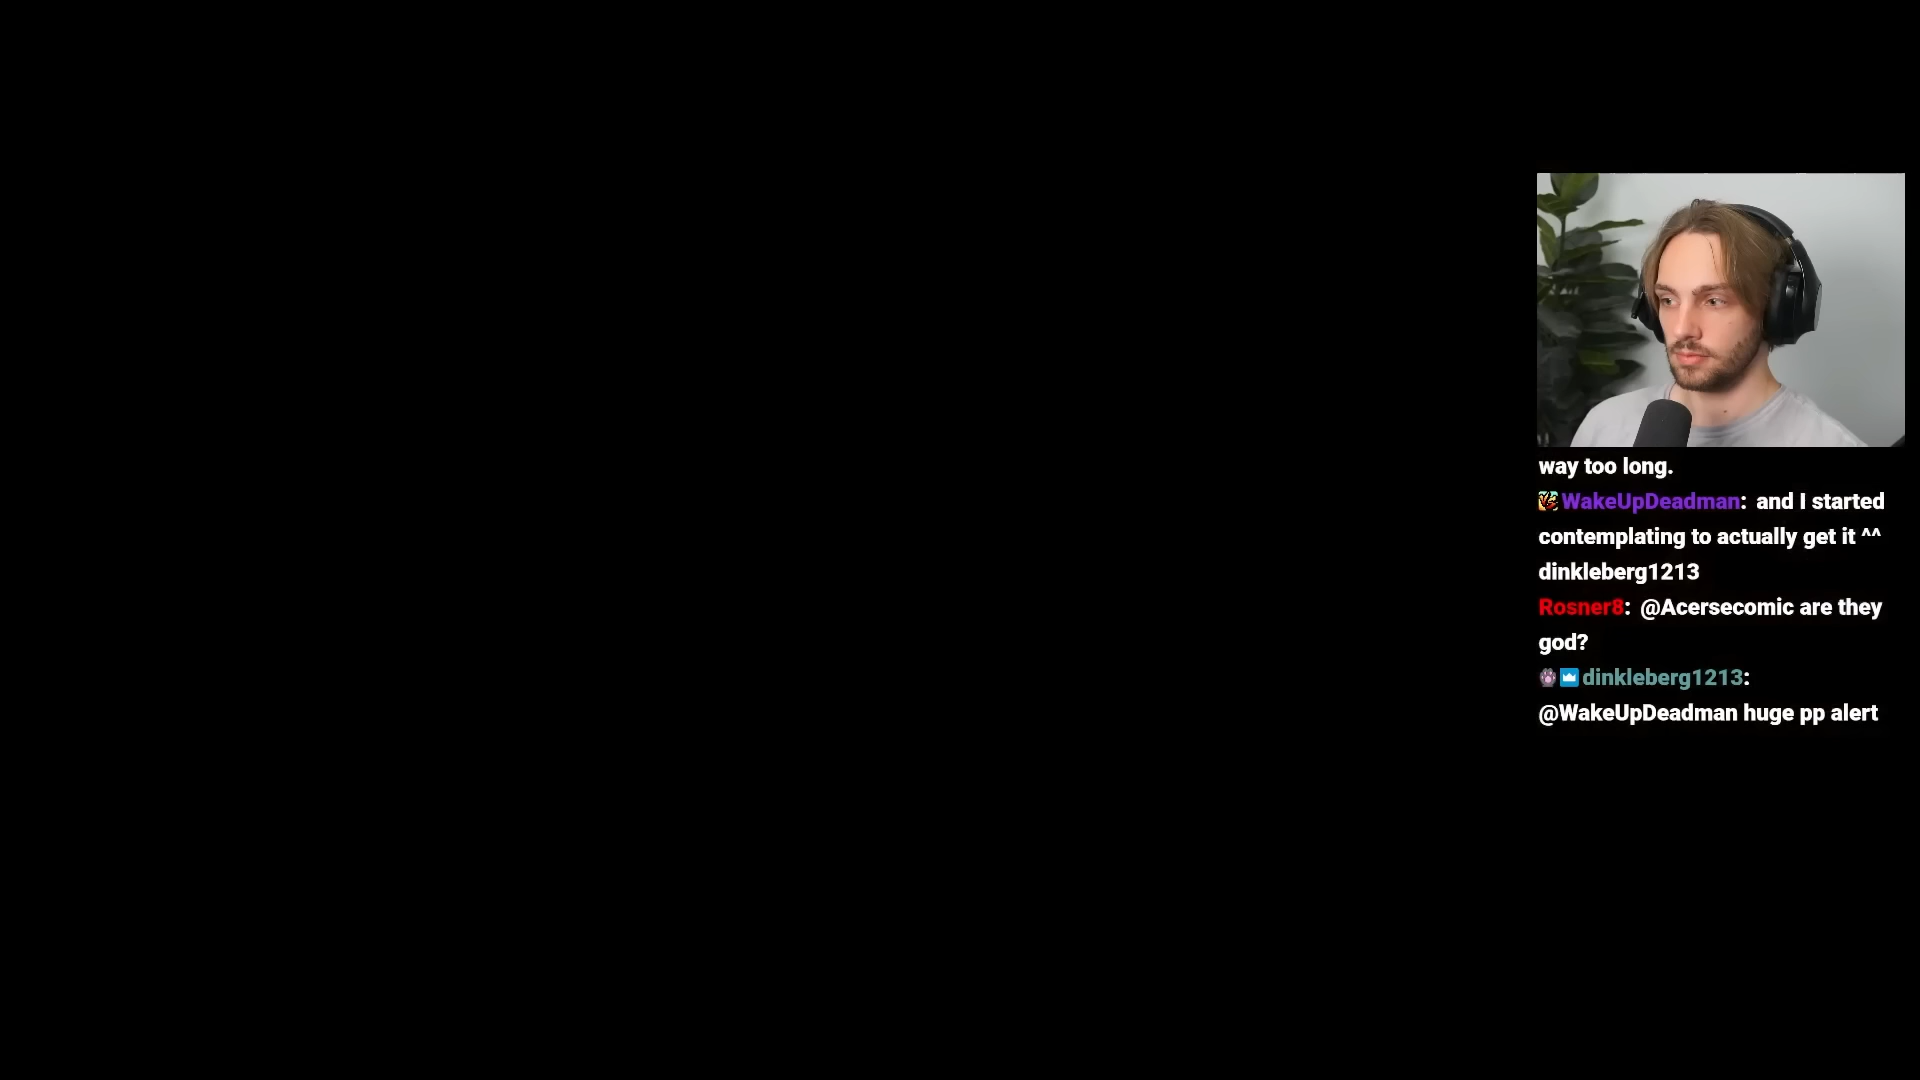 way too long.
WakeUpDeadman: and I started
contemplating to actually get it ^^
dinkleberg1213
Rosner8: @Acersecomic are they
god?
dinkleberg1213:
@WakeUpDeadman huge pp alert